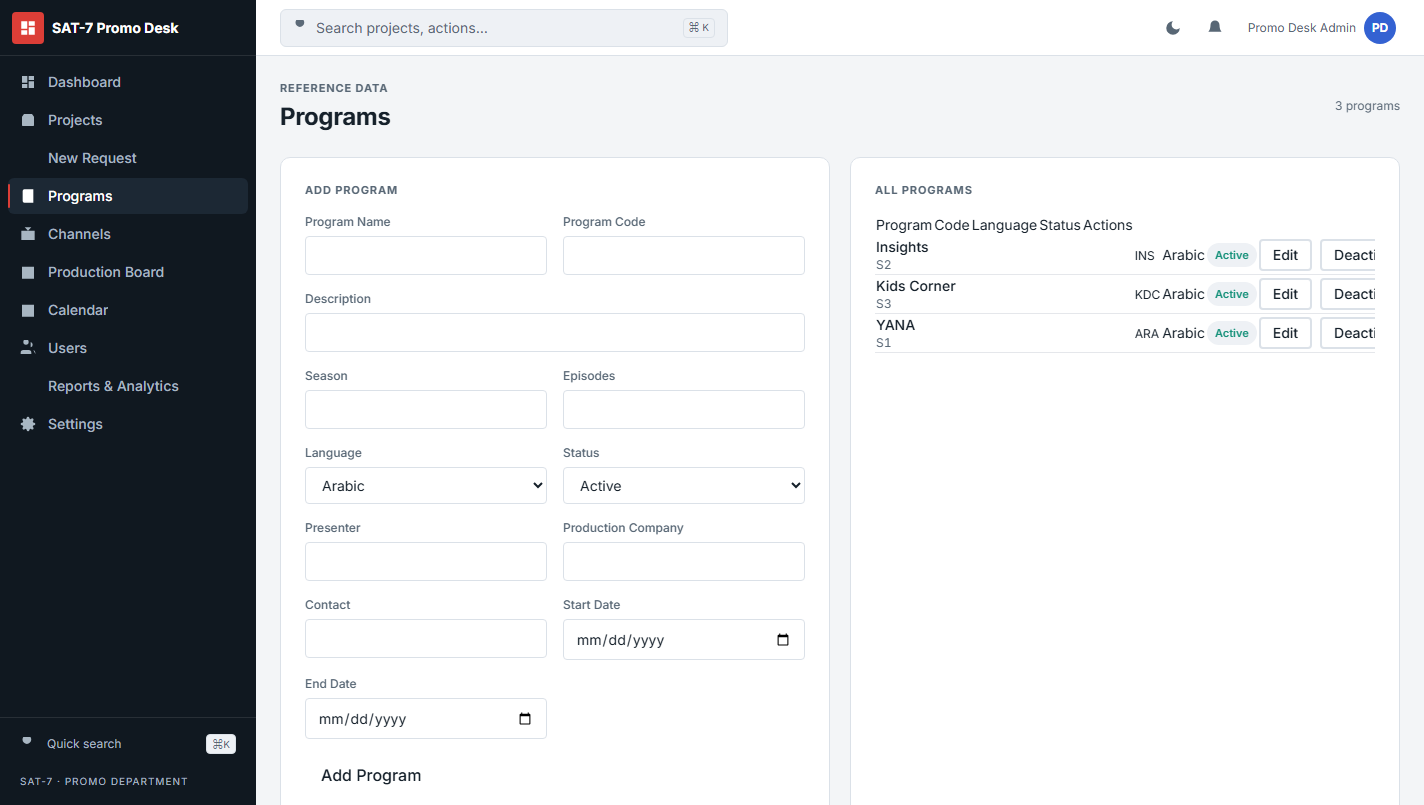 SAT-7 Promo Desk
Search projects, actions...
⌘ K
Promo Desk Admin
PD
Dashboard
Projects
New Request
Programs
Channels
Production Board
Calendar
Users
Reports & Analytics
Settings
Quick search
⌘K
SAT-7 · PROMO DEPARTMENT
REFERENCE DATA
Programs
3 programs
ADD PROGRAM
Program Name
Program Code
Description
Season
Episodes
Language
Status
Arabic
Active
Presenter
Production Company
Contact
Start Date
mm/dd/yyyy
End Date
mm/dd/yyyy
Add Program
ALL PROGRAMS
Program Code Language Status Actions
Insights
S2
INS Arabic Active Edit Deacti
Kids Corner
S3
KDC Arabic Active Edit Deacti
YANA
S1
ARA Arabic Active Edit Deacti